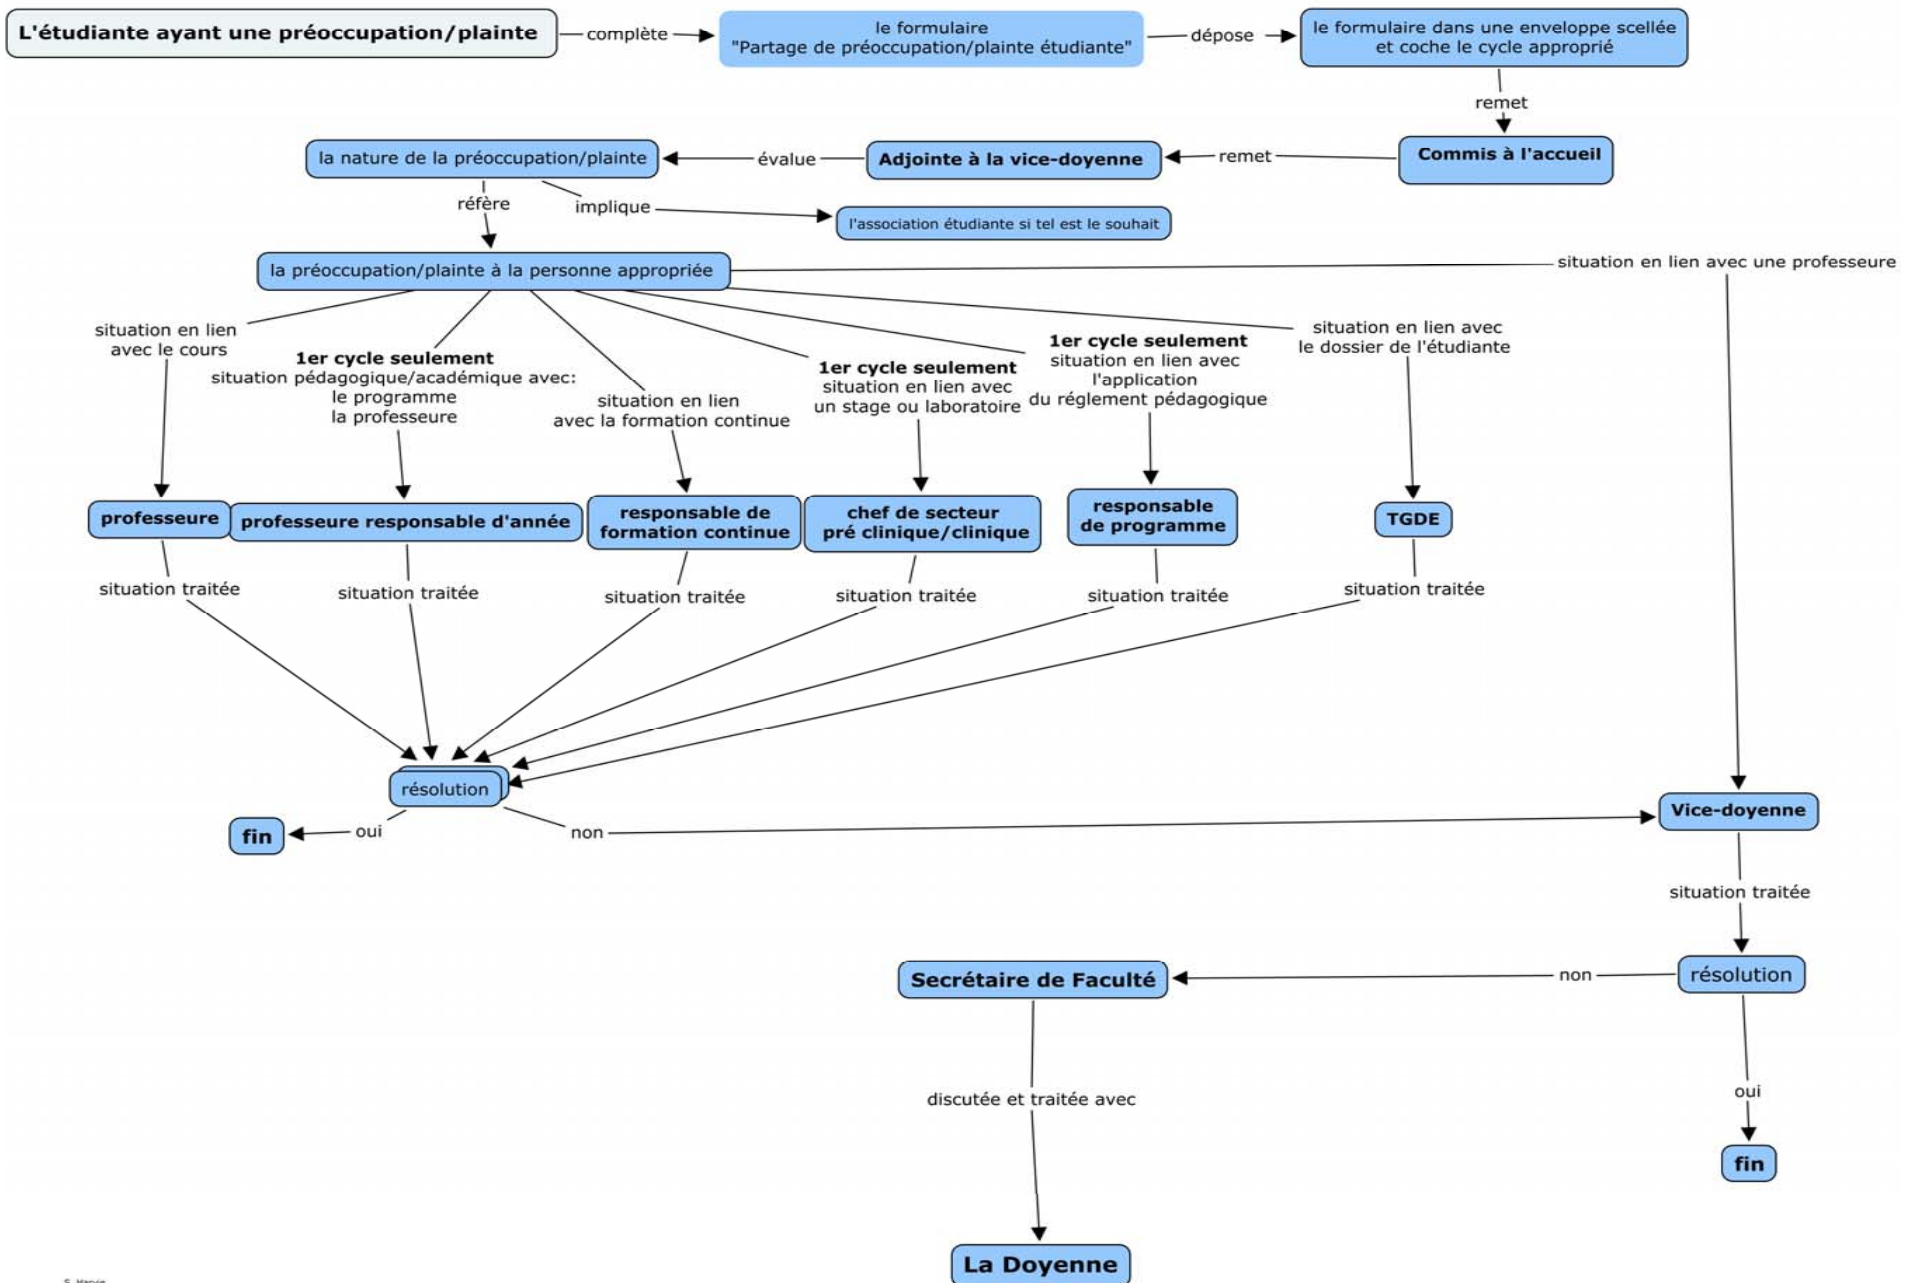 L'étudiante ayant une préoccupation/plainte
complète
le formulaire
"Partage de préoccupation/plainte étudiante"
dépose
le formulaire dans une enveloppe scellée
et coche le cycle approprié
remet
Commis à l'accueil
remet
Adjointe à la vice-doyenne
évalue
la nature de la préoccupation/plainte
réfère
implique
l'association étudiante si tel est le souhait
la préoccupation/plainte à la personne appropriée
situation en lien avec une professeure
situation en lien
avec le cours
1er cycle seulement
situation pédagogique/académique avec:
le programme
la professeure
situation en lien
avec la formation continue
1er cycle seulement
situation en lien avec
un stage ou laboratoire
1er cycle seulement
situation en lien avec
l'application
du réglement pédagogique
situation en lien avec
le dossier de l'étudiante
professeure
professeure responsable d'année
responsable de
formation continue
chef de secteur
pré clinique/clinique
responsable
de programme
TGDE
situation traitée
situation traitée
situation traitée
situation traitée
situation traitée
situation traitée
résolution
oui
fin
non
Vice-doyenne
situation traitée
résolution
non
Secrétaire de Faculté
oui
fin
discutée et traitée avec
La Doyenne